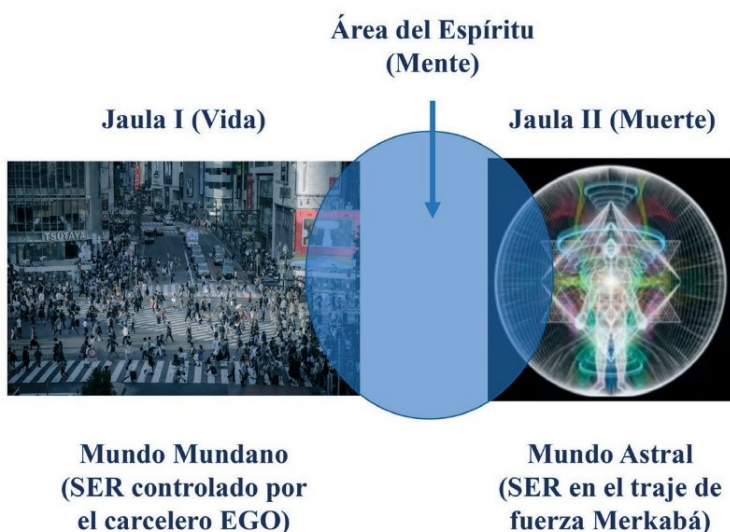 Área del Espíritu
(Mente)
Jaula I (Vida)
Jaula II (Muerte)
TSUTAYA
Mundo Mundano
(SER controlado por
el carcelero EGO)
Mundo Astral
(SER en el traje de
fuerza Merkabá)